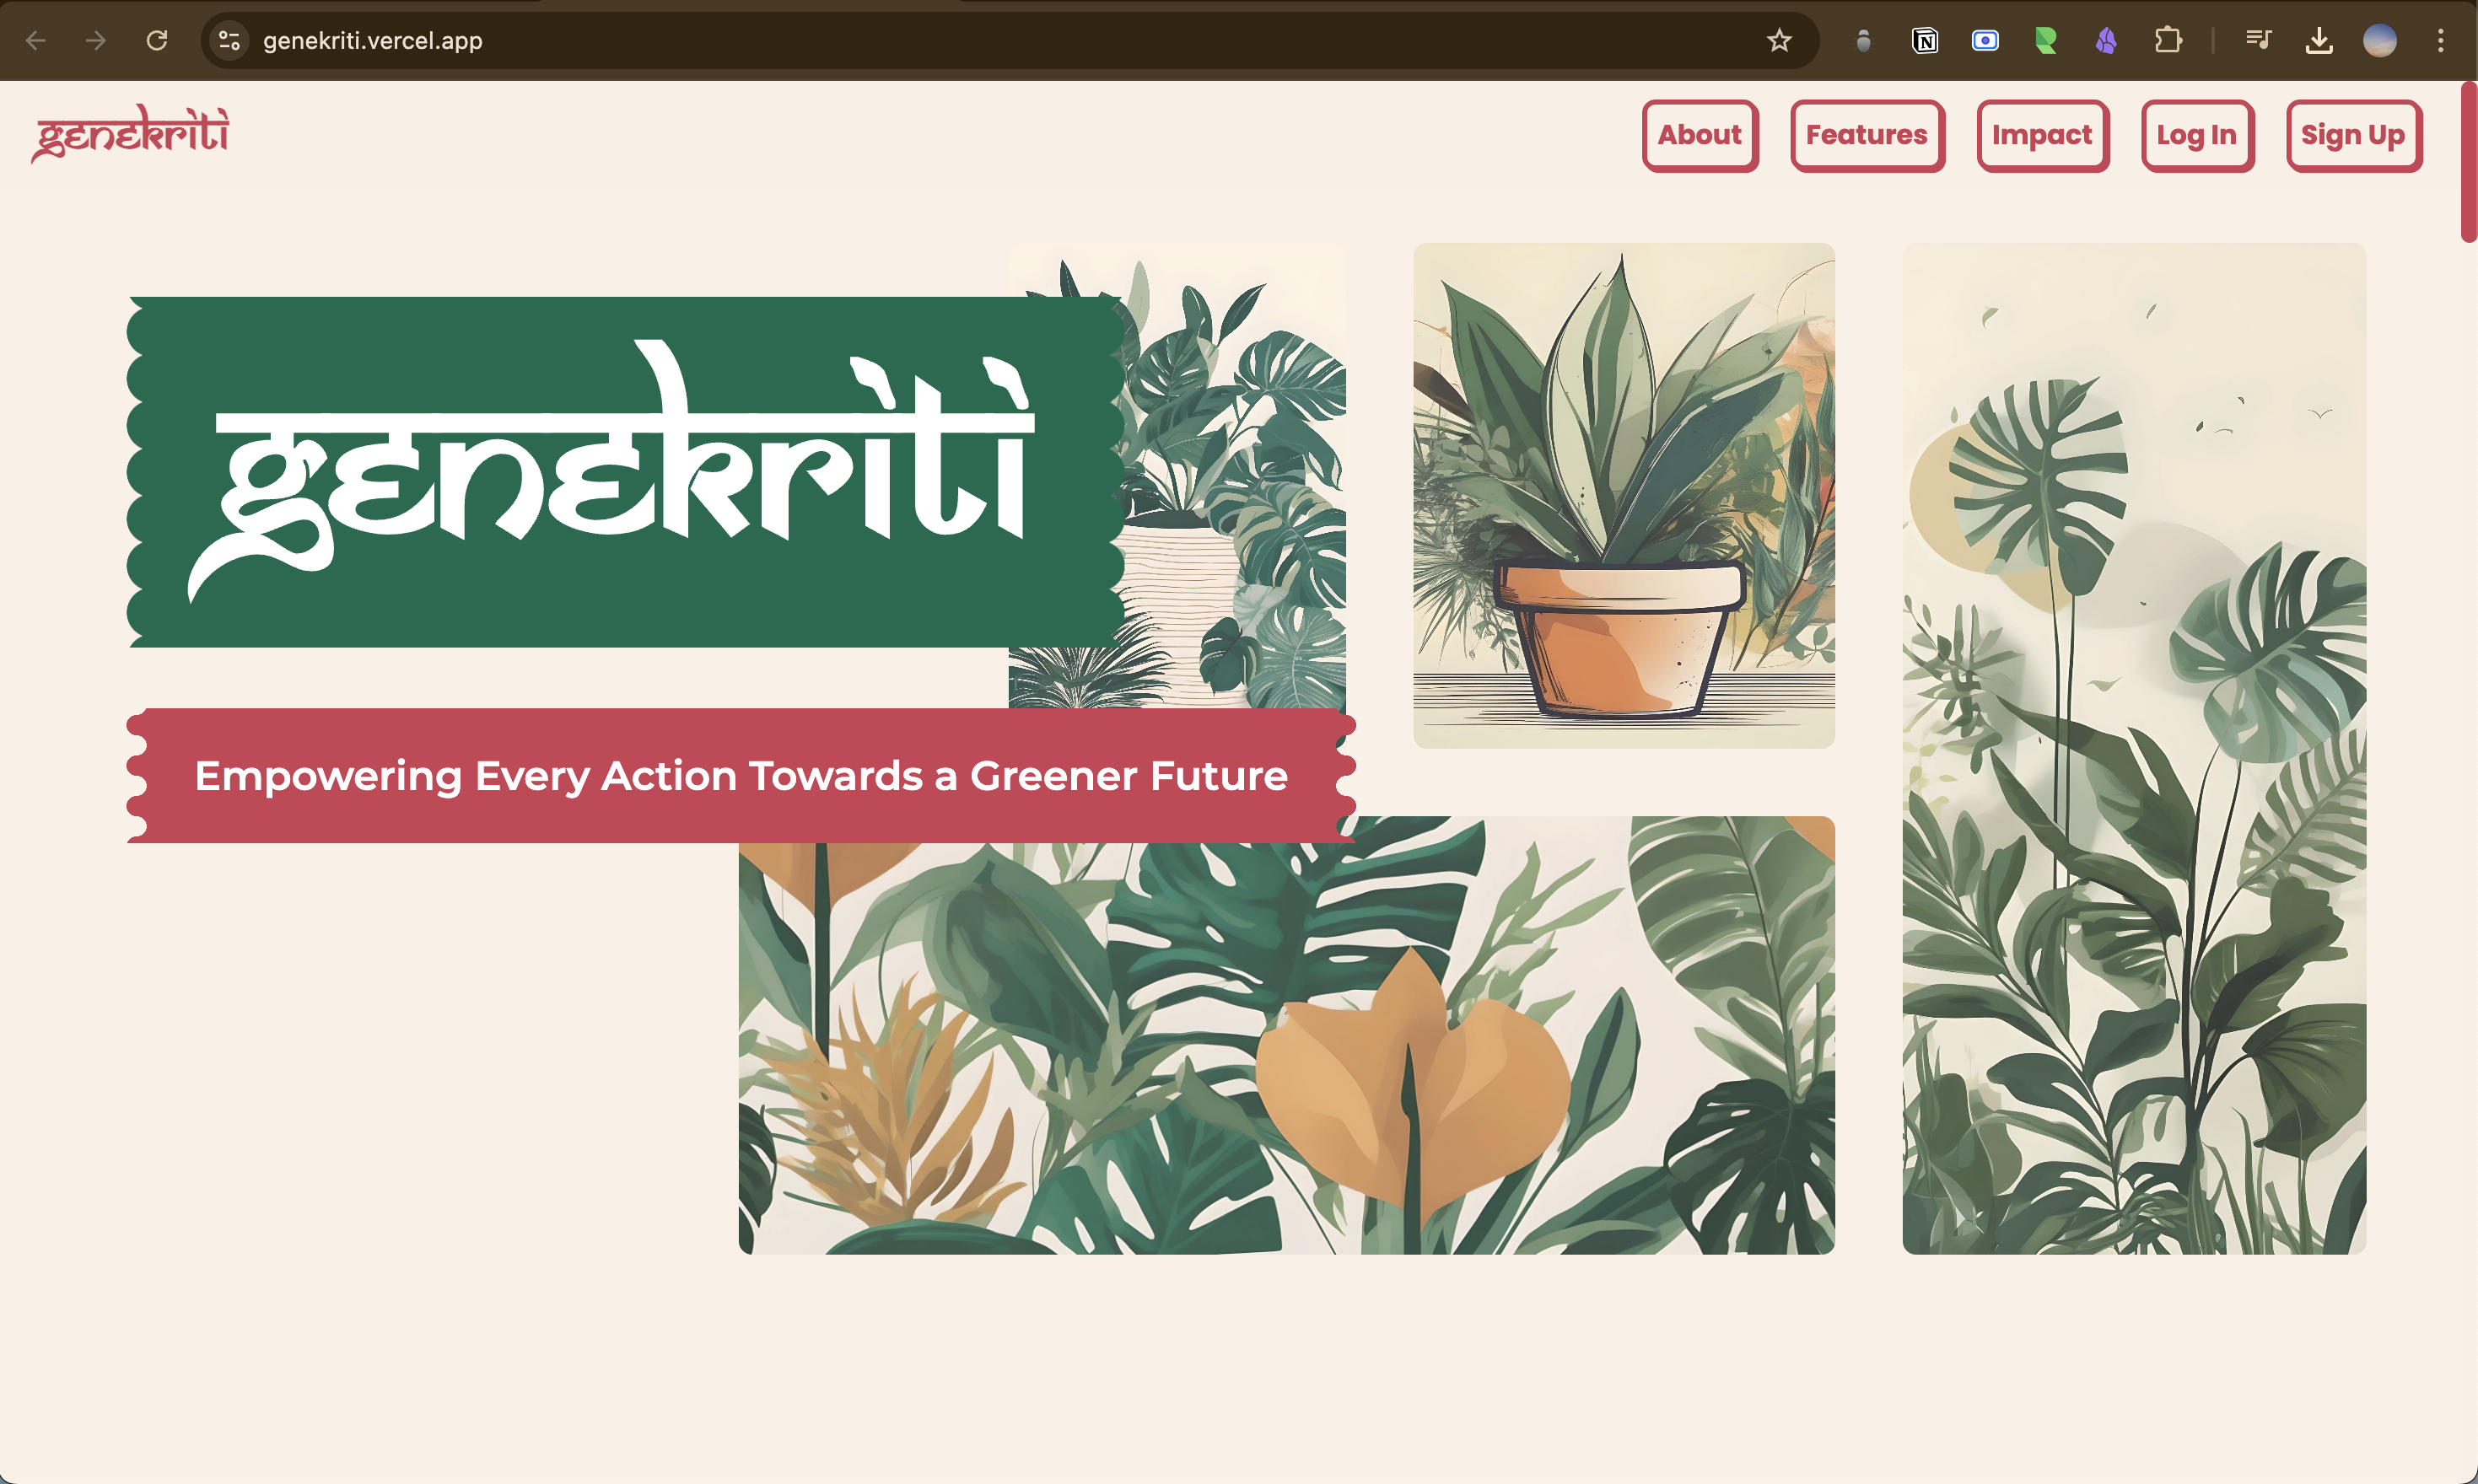 genekriti.vercel.app
genekriti
About
Features
Impact
Log In
Sign Up
genekriti
Empowering Every Action Towards a Greener Future